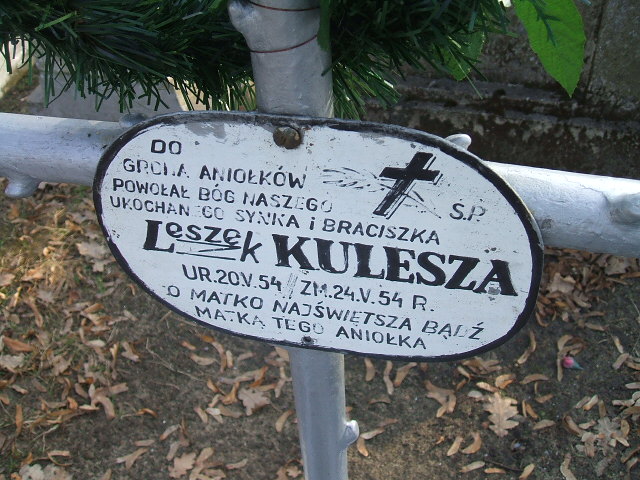 DO
GRONA ANIOŁKÓW
POWOŁAŁ BÓG NASZEGO
UKOCHANEGO SYNKA i BRACISZKA
Ś.P.
Leszek KULESZA
UR.20V.54 // ZM.24.V.54 R.
O MATKO NAJŚWIĘTSZA BĄDŹ
MATKĄ TEGO ANIOŁKA